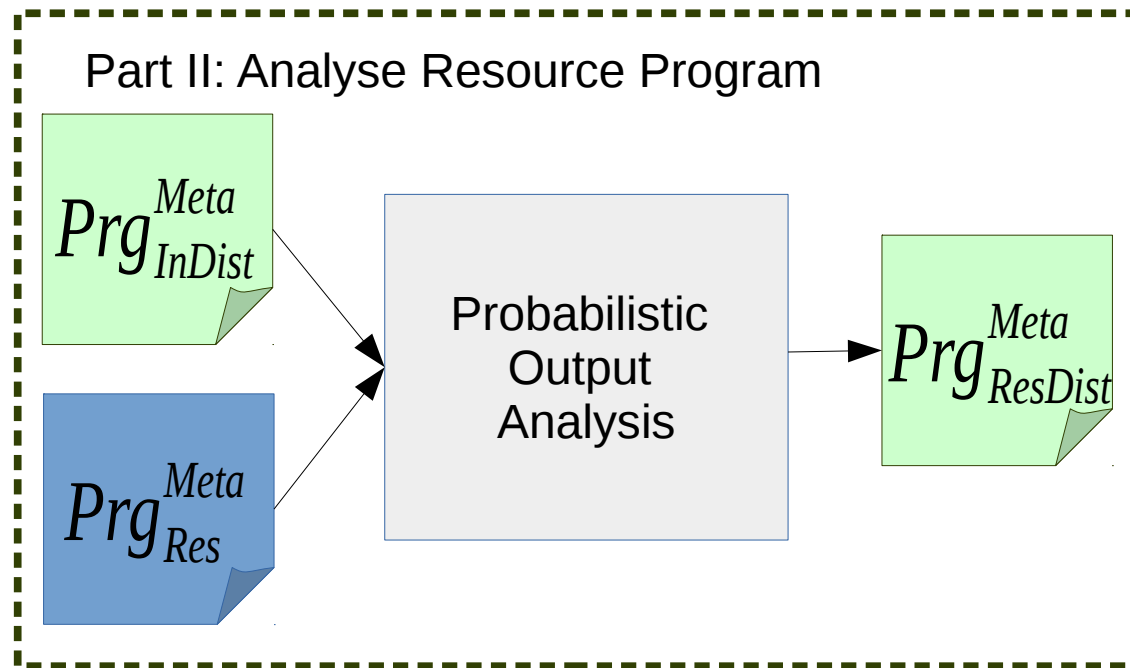 Part II: Analyse Resource Program
Prg^{Meta}_{InDist}
Prg^{Meta}_{Res}
Probabilistic
Output
Analysis
Prg^{Meta}_{ResDist}